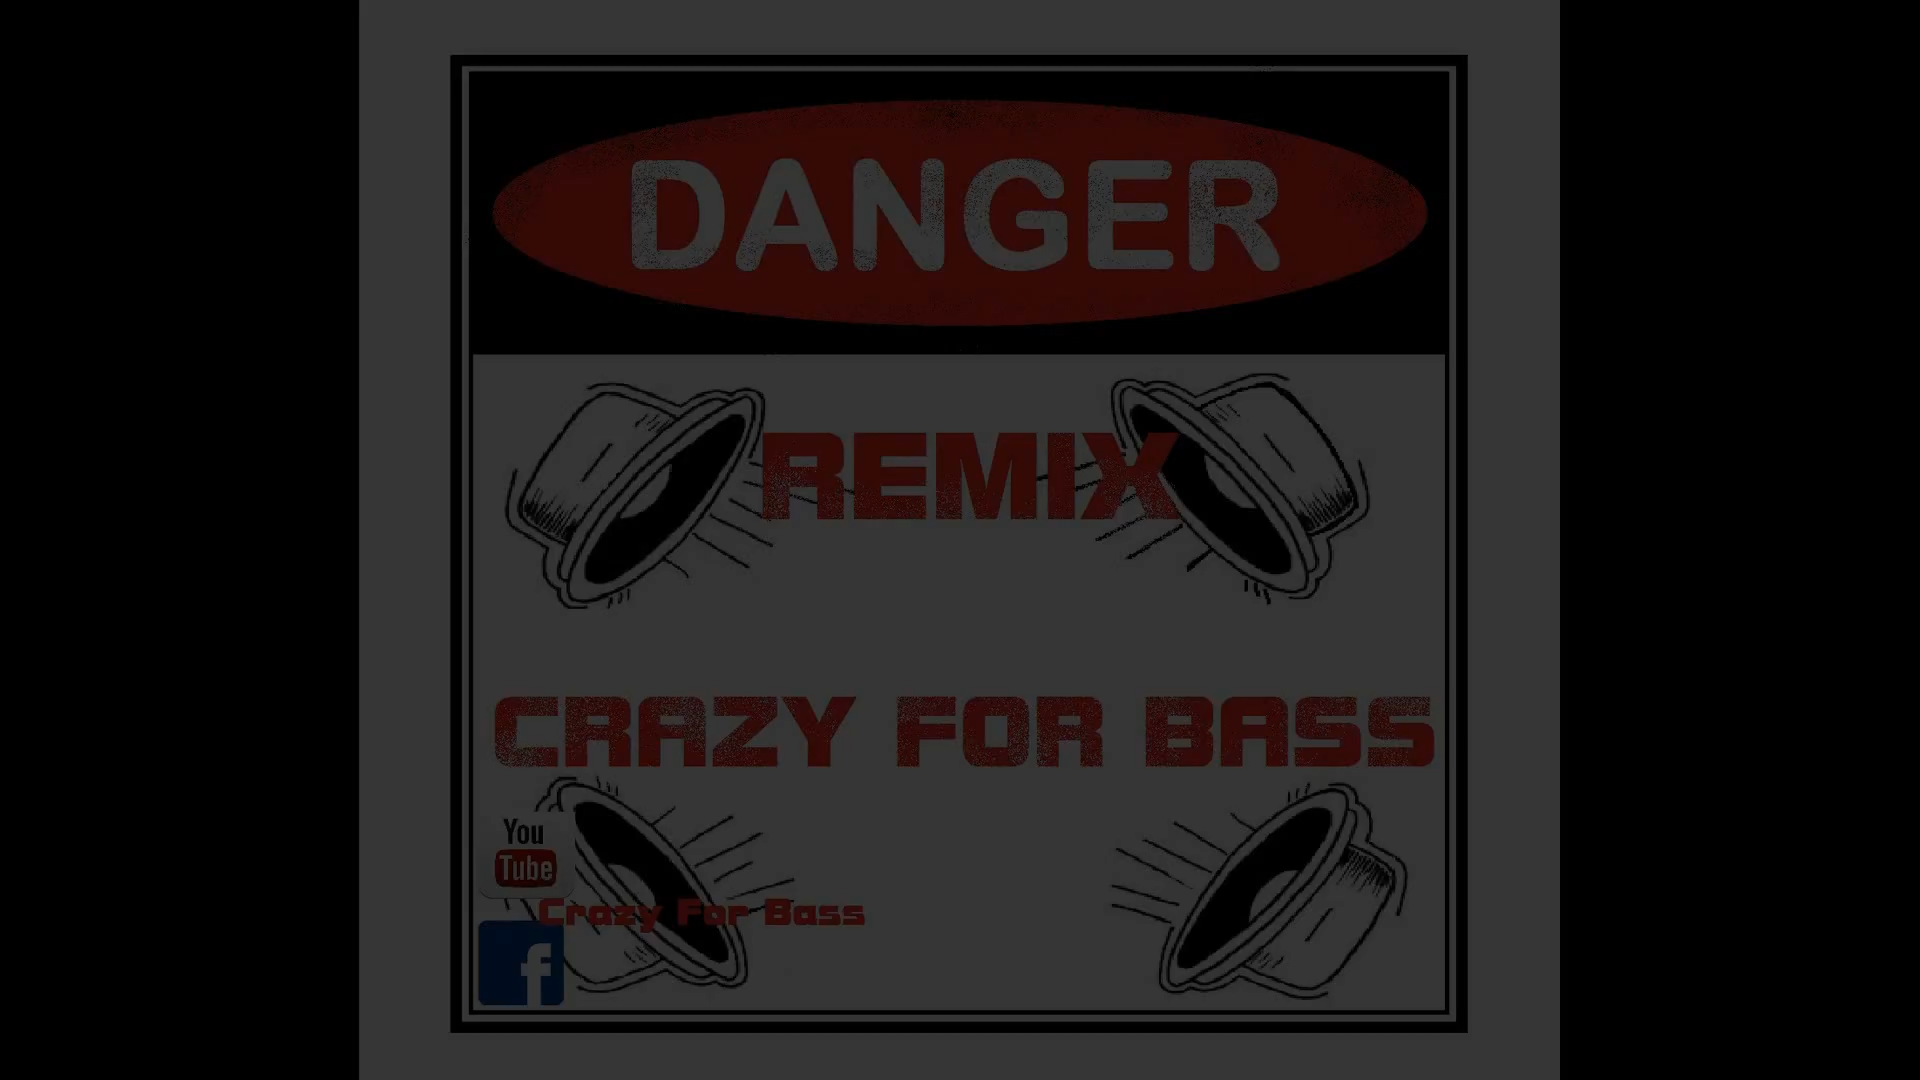 DANGER
REMIX
CRAZY FOR BASS
You
Tube
Crazy For Bass
f